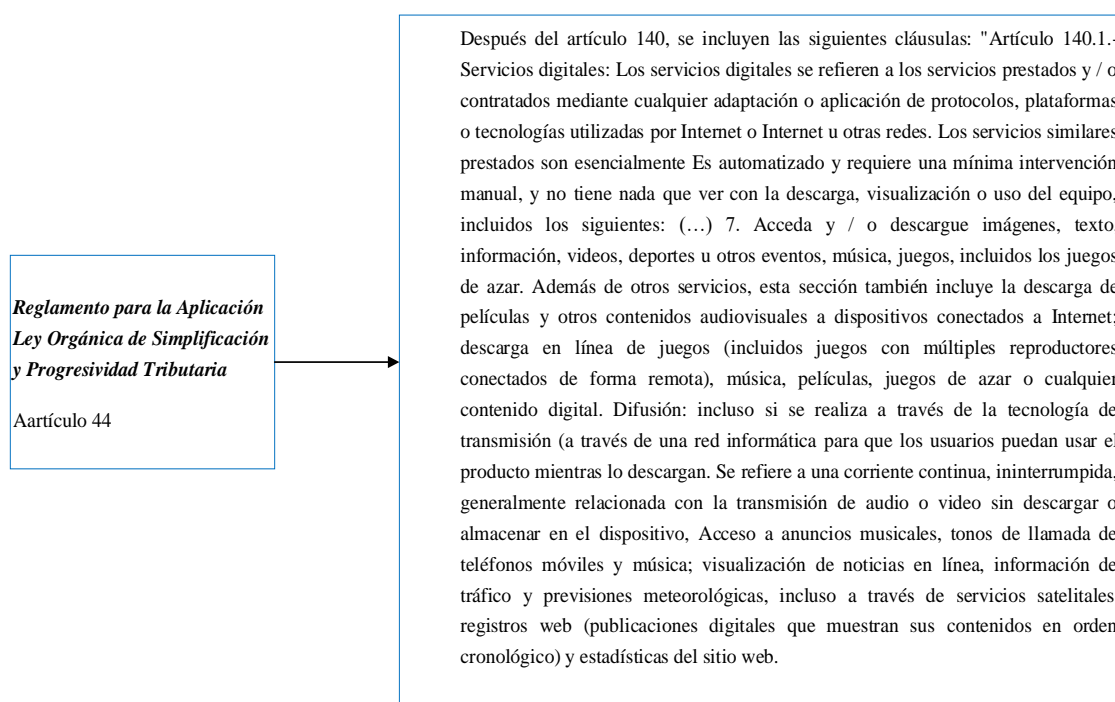 Reglamento para la Aplicación
Ley Orgánica de Simplificación
y Progresividad Tributaria
Aartículo 44
Después del artículo 140, se incluyen las siguientes cláusulas: "Artículo 140.1.-
Servicios digitales: Los servicios digitales se refieren a los servicios prestados y / o
contratados mediante cualquier adaptación o aplicación de protocolos, plataformas
o tecnologías utilizadas por Internet o Internet u otras redes. Los servicios similares
prestados son esencialmente Es automatizado y requiere una mínima intervención
manual, y no tiene nada que ver con la descarga, visualización o uso del equipo,
incluidos los siguientes: (…) 7. Acceda y / o descargue imágenes, texto,
información, videos, deportes u otros eventos, música, juegos, incluidos los juegos
de azar. Además de otros servicios, esta sección también incluye la descarga de
películas y otros contenidos audiovisuales a dispositivos conectados a Internet;
descarga en línea de juegos (incluidos juegos con múltiples reproductores
conectados de forma remota), música, películas, juegos de azar o cualquier
contenido digital. Difusión: incluso si se realiza a través de la tecnología de
transmisión (a través de una red informática para que los usuarios puedan usar el
producto mientras lo descargan. Se refiere a una corriente continua, ininterrumpida,
generalmente relacionada con la transmisión de audio o video sin descargar o
almacenar en el dispositivo, Acceso a anuncios musicales, tonos de llamada de
teléfonos móviles y música; visualización de noticias en línea, información de
tráfico y previsiones meteorológicas, incluso a través de servicios satelitales
registros web (publicaciones digitales que muestran sus contenidos en orden
cronológico) y estadísticas del sitio web.